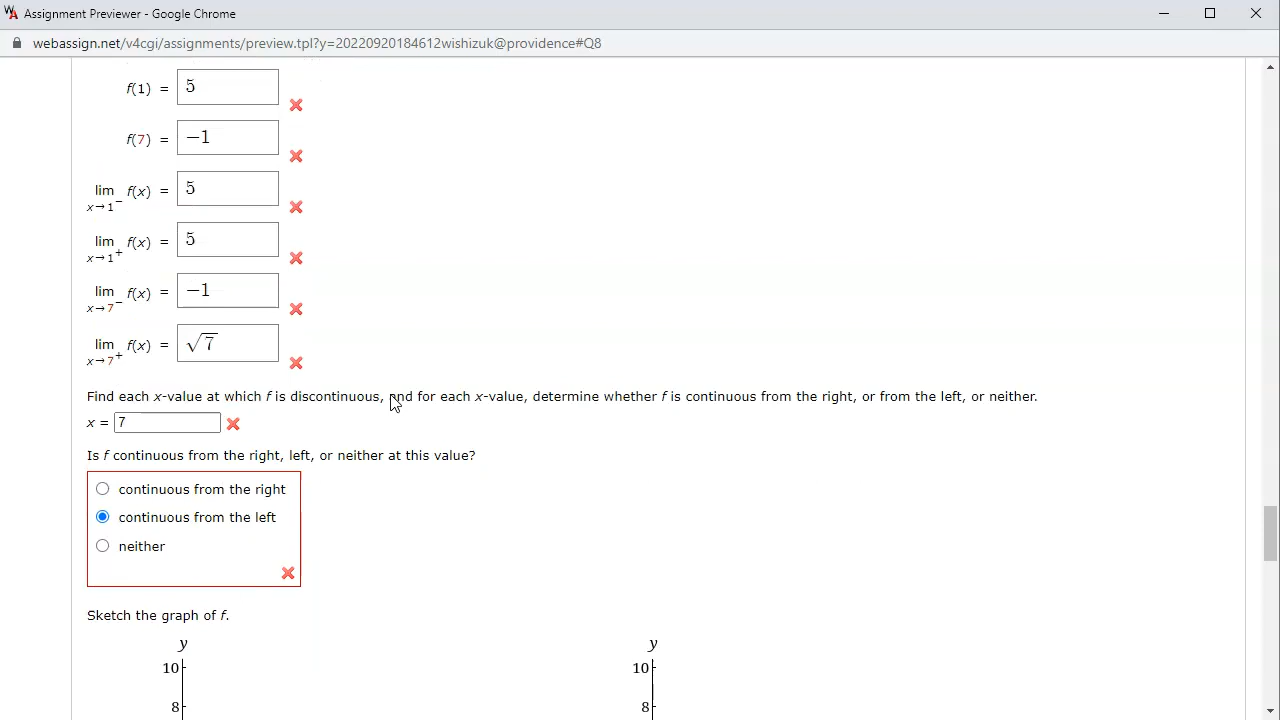 Assignment Previewer - Google Chrome
webassign.net/v4cgi/assignments/preview.tpl?y=20220920184612wishizuk@providence#Q8
f(1) = 5
f(7) = −1
lim x→1⁻ f(x) = 5
lim x→1⁺ f(x) = 5
lim x→7⁻ f(x) = −1
lim x→7⁺ f(x) = √7
Find each x-value at which f is discontinuous, and for each x-value, determine whether f is continuous from the right, or from the left, or neither.
x = 7
Is f continuous from the right, left, or neither at this value?
continuous from the right
continuous from the left
neither
Sketch the graph of f.
y y
10 10
8 8